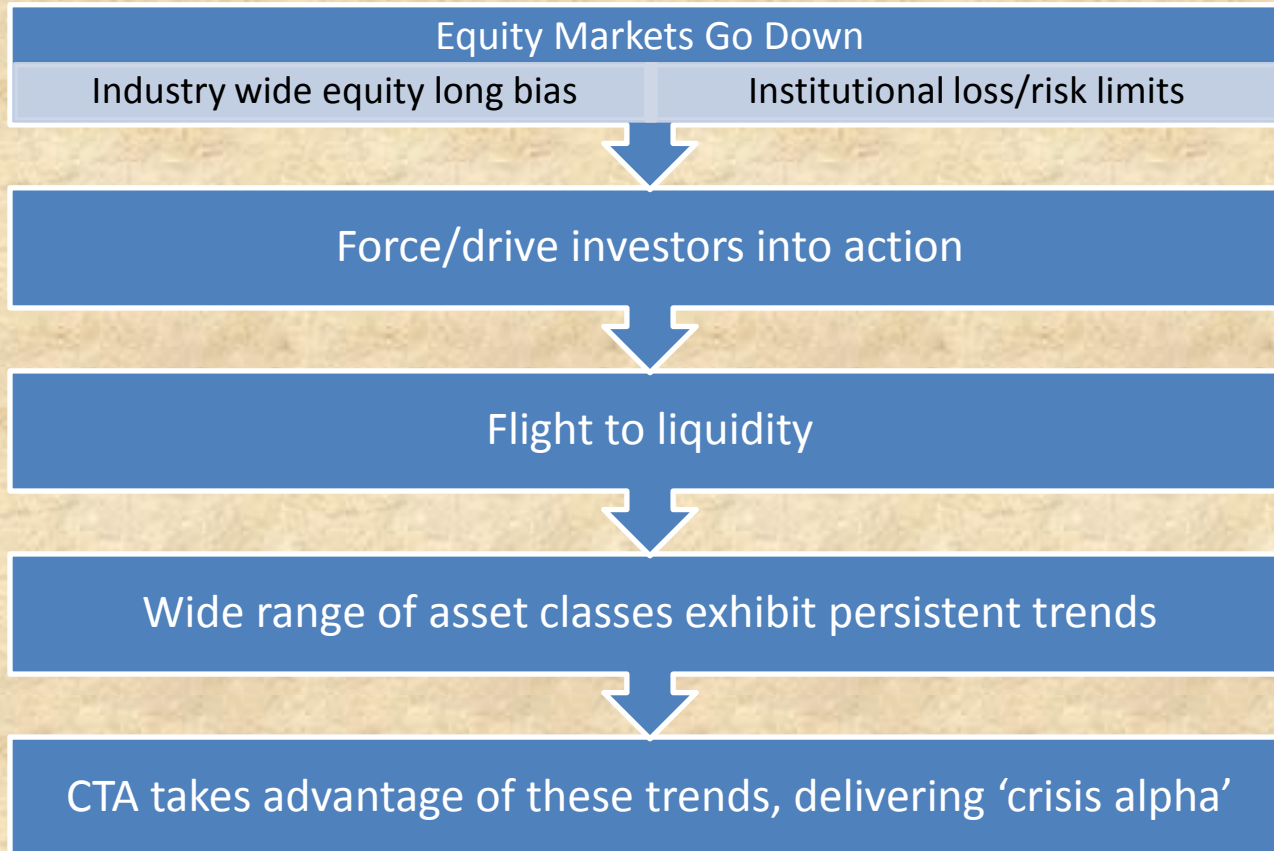 Equity Markets Go Down
Industry wide equity long bias
Institutional loss/risk limits
Force/drive investors into action
Flight to liquidity
Wide range of asset classes exhibit persistent trends
CTA takes advantage of these trends, delivering ‘crisis alpha’